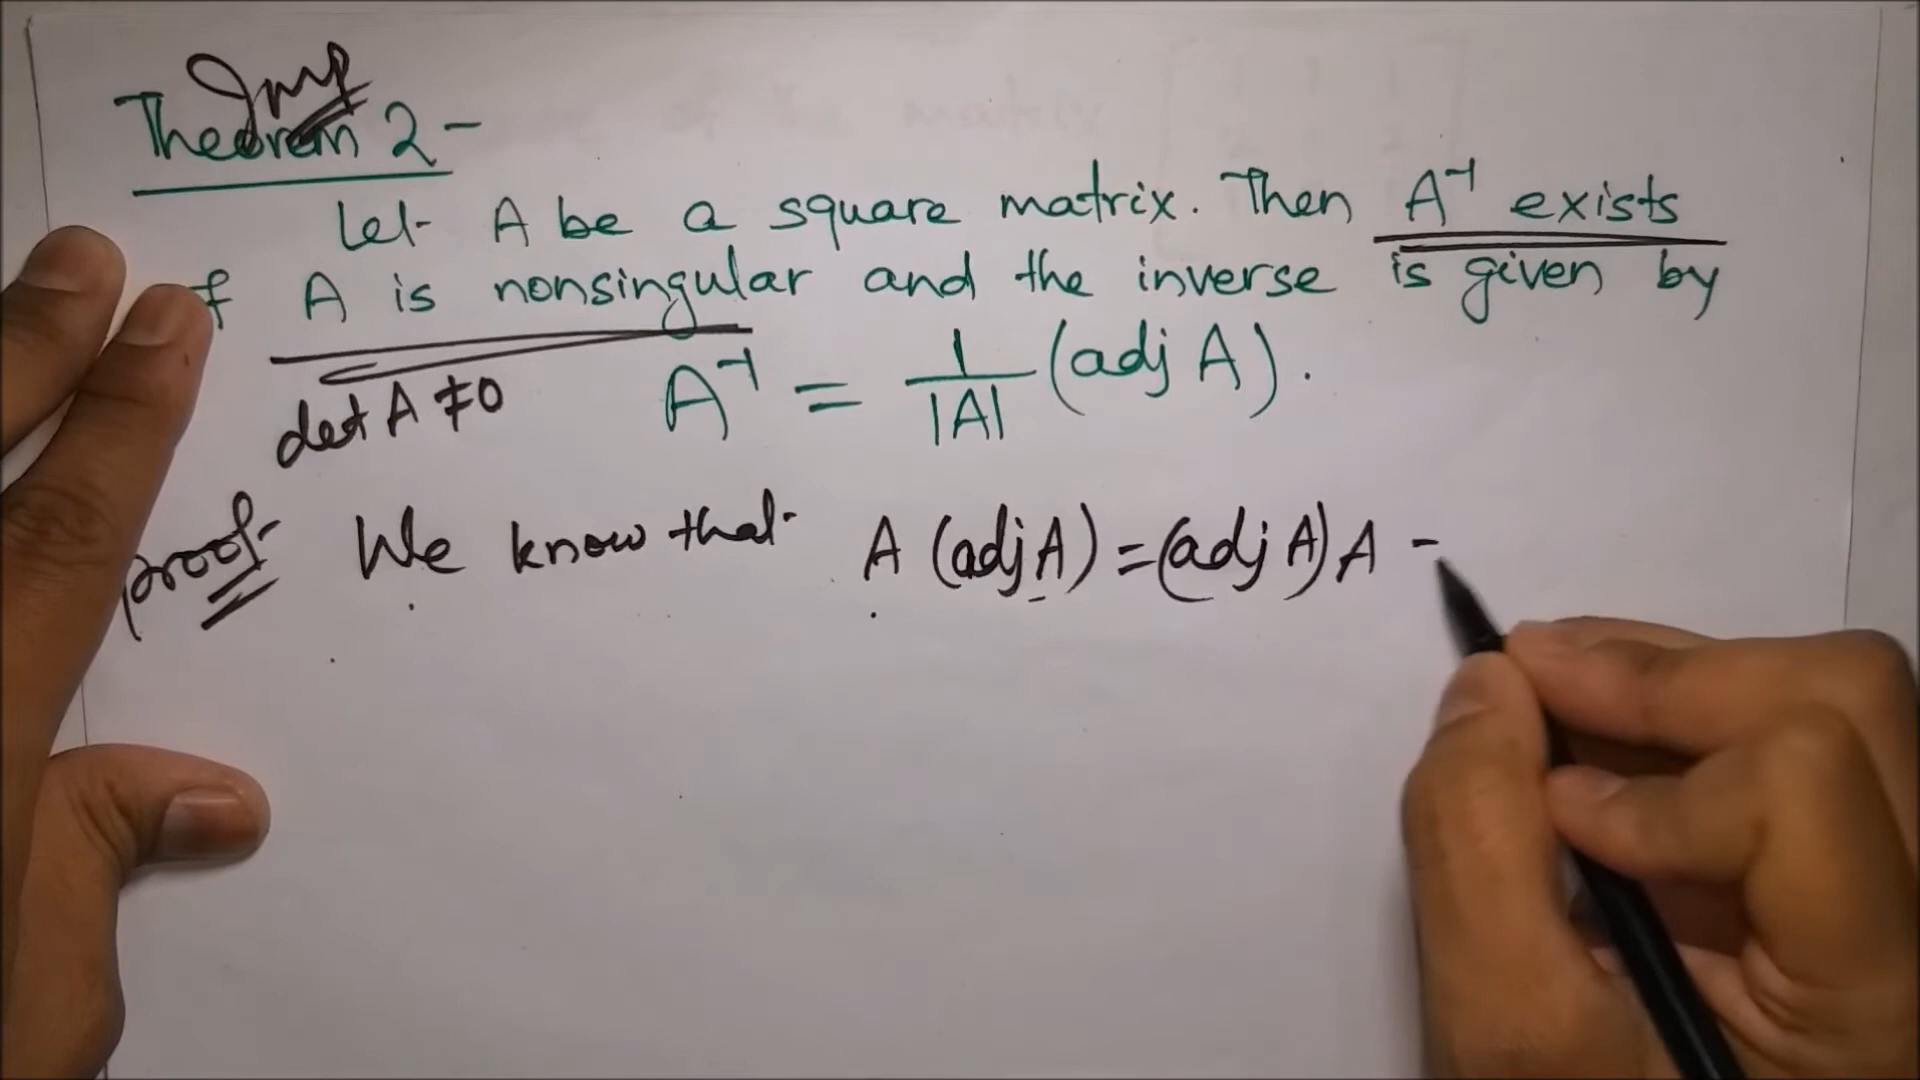 Imp
Theorem 2 -
Let A be a square matrix. Then A⁻¹ exists
f A is nonsingular and the inverse is given by
det A ≠ 0
A⁻¹ = 1/|A| (adj A).
proof- We know that A (adj A) = (adj A) A -